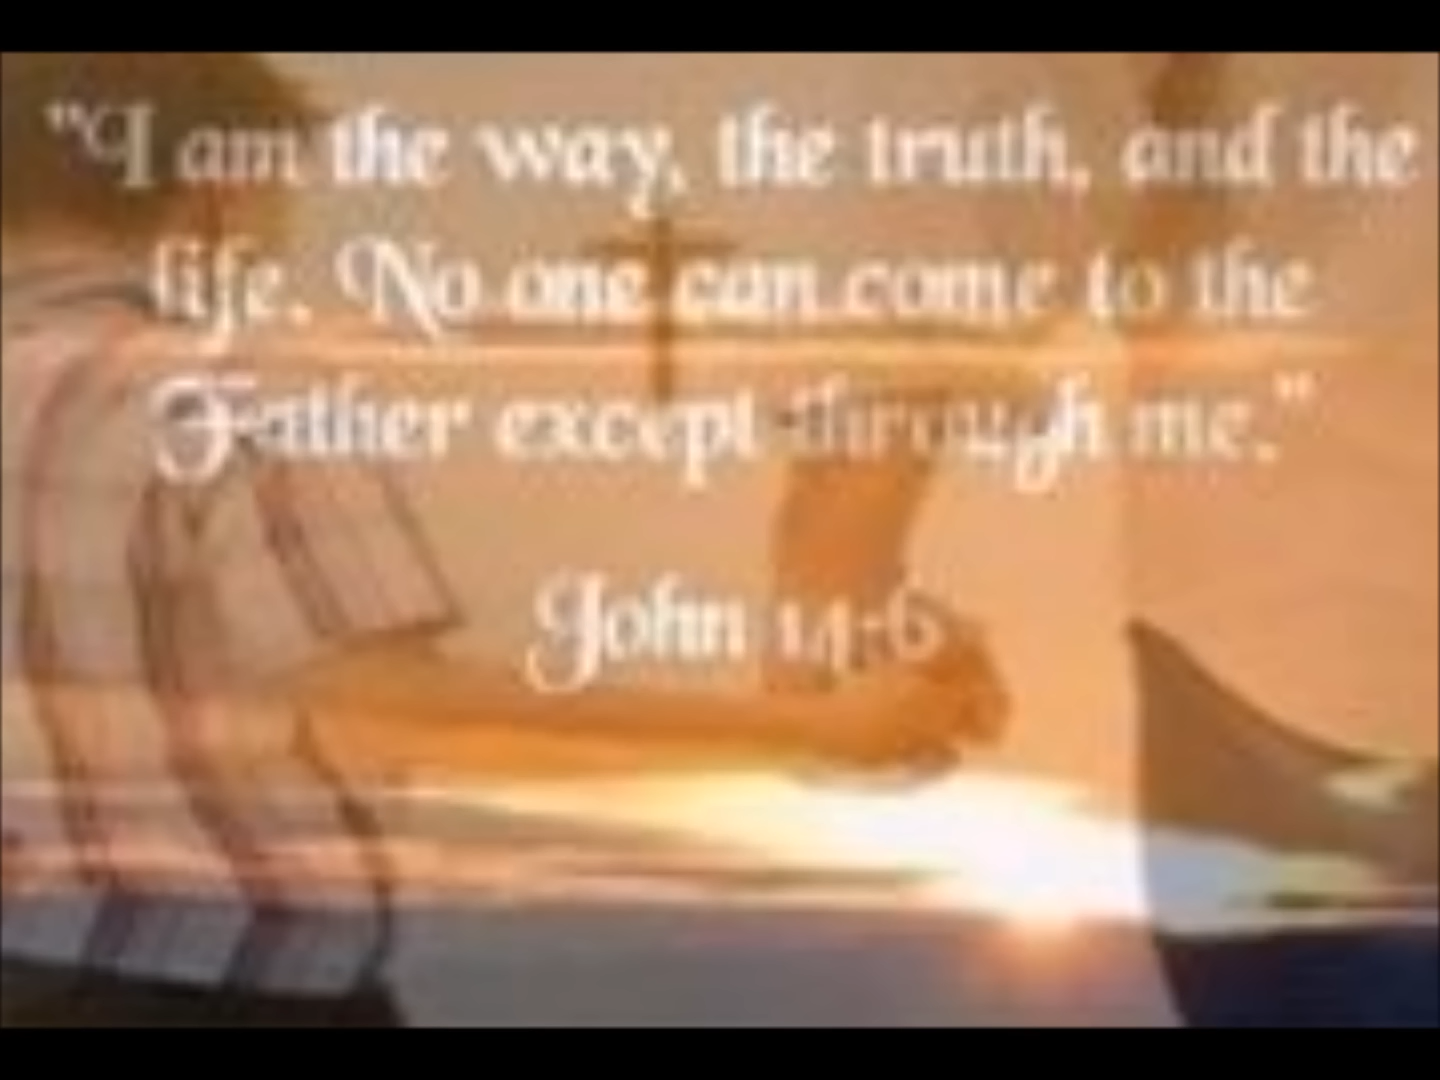 "I am the way, the truth, and the
life. No one can come to the
Father except through me."
John 14-6